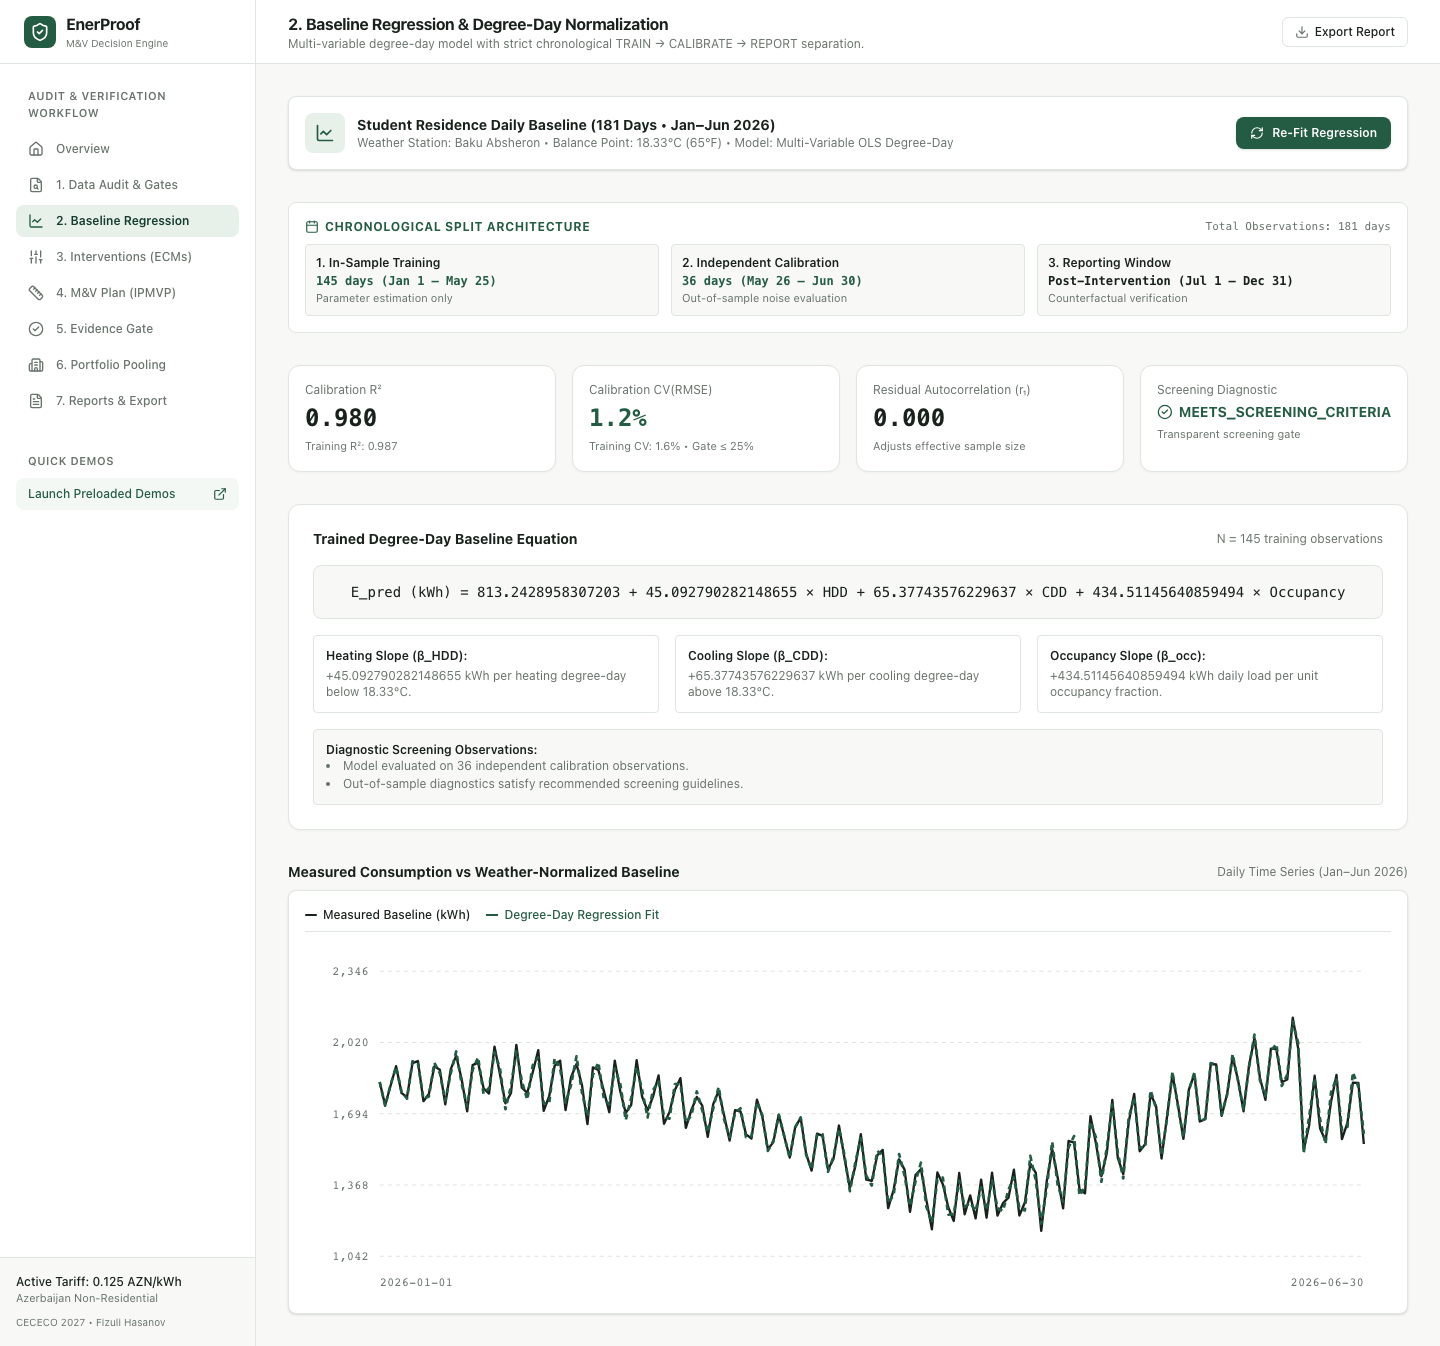 EnerProof
M&V Decision Engine
AUDIT & VERIFICATION
WORKFLOW
Overview
1. Data Audit & Gates
2. Baseline Regression
3. Interventions (ECMs)
4. M&V Plan (IPMVP)
5. Evidence Gate
6. Portfolio Pooling
7. Reports & Export
QUICK DEMOS
Launch Preloaded Demos
Active Tariff: 0.125 AZN/kWh
Azerbaijan Non-Residential
CECECO 2027 • Fizuli Hasanov
2. Baseline Regression & Degree-Day Normalization
Multi-variable degree-day model with strict chronological TRAIN → CALIBRATE → REPORT separation.
Export Report
Student Residence Daily Baseline (181 Days • Jan–Jun 2026)
Weather Station: Baku Absheron • Balance Point: 18.33°C (65°F) • Model: Multi-Variable OLS Degree-Day
Re-Fit Regression
CHRONOLOGICAL SPLIT ARCHITECTURE
Total Observations: 181 days
1. In-Sample Training
145 days (Jan 1 – May 25)
Parameter estimation only
2. Independent Calibration
36 days (May 26 – Jun 30)
Out-of-sample noise evaluation
3. Reporting Window
Post-Intervention (Jul 1 – Dec 31)
Counterfactual verification
Calibration R²
0.980
Training R²: 0.987
Calibration CV(RMSE)
1.2%
Training CV: 1.6% • Gate ≤ 25%
Residual Autocorrelation (r₁)
0.000
Adjusts effective sample size
Screening Diagnostic
MEETS_SCREENING_CRITERIA
Transparent screening gate
Trained Degree-Day Baseline Equation
N = 145 training observations
E_pred (kWh) = 813.2428958307203 + 45.092790282148655 × HDD + 65.37743576229637 × CDD + 434.51145640859494 × Occupancy
Heating Slope (β_HDD):
+45.092790282148655 kWh per heating degree-day
below 18.33°C.
Cooling Slope (β_CDD):
+65.37743576229637 kWh per cooling degree-day
above 18.33°C.
Occupancy Slope (β_occ):
+434.51145640859494 kWh daily load per unit
occupancy fraction.
Diagnostic Screening Observations:
• Model evaluated on 36 independent calibration observations.
• Out-of-sample diagnostics satisfy recommended screening guidelines.
Measured Consumption vs Weather-Normalized Baseline
Daily Time Series (Jan–Jun 2026)
Measured Baseline (kWh)
Degree-Day Regression Fit
2,346
2,020
1,694
1,368
1,042
2026-01-01
2026-06-30